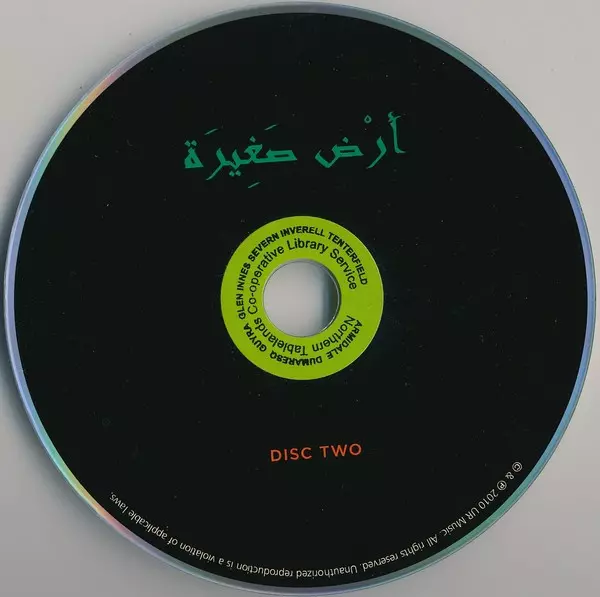 أَرْض صَغِيرَة
GLEN INNES SEVERN INVERELL TENTERFIELD
Co-operative Library Service
ARMIDALE DUMARESQ GUYRA
Northern Tablelands
DISC TWO
© & ℗ 2010 UR Music. All rights reserved. Unauthorized reproduction is a violation of applicable laws.